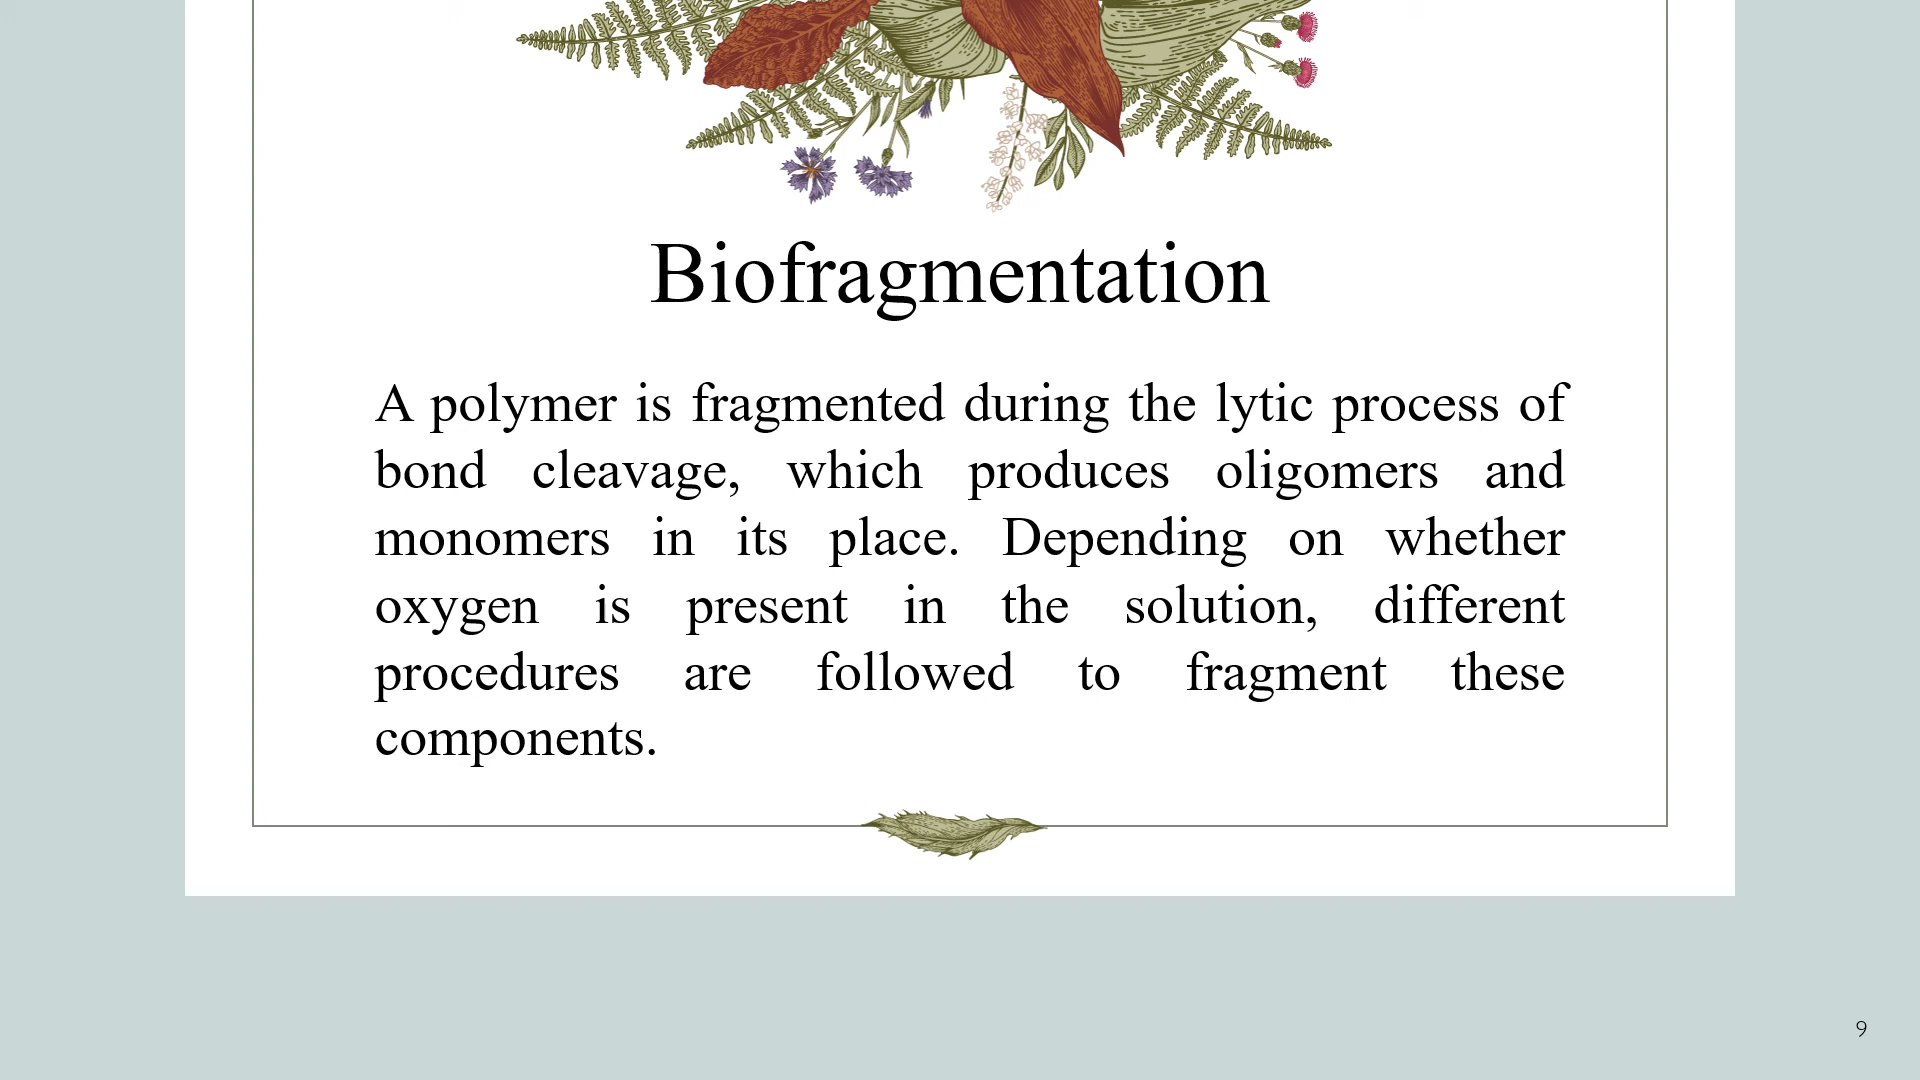 Biofragmentation
A polymer is fragmented during the lytic process of
bond cleavage, which produces oligomers and
monomers in its place. Depending on whether
oxygen is present in the solution, different
procedures are followed to fragment these
components.
9